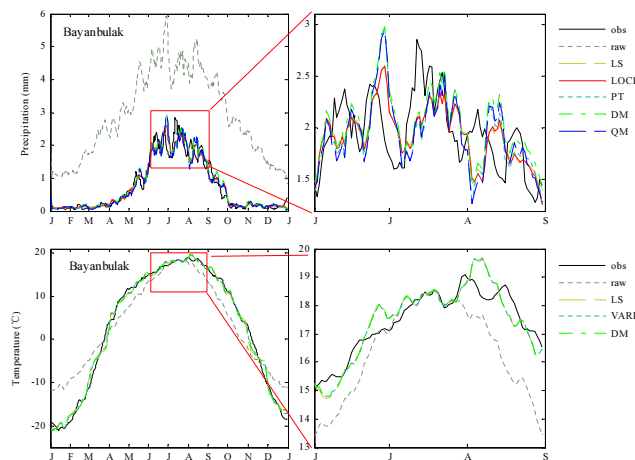 Bayanbulak
Precipitation (mm)
6
5
4
3
2
1
0
J F M A M J J A S O N D J
3
2.5
2
1.5
J J A S
obs
raw
LS
LOCI
PT
DM
QM
Bayanbulak
Temperature (℃)
20
10
0
-10
-20
J F M A M J J A S O N D J
20
19
18
17
16
15
14
13
J J A S
obs
raw
LS
VARI
DM